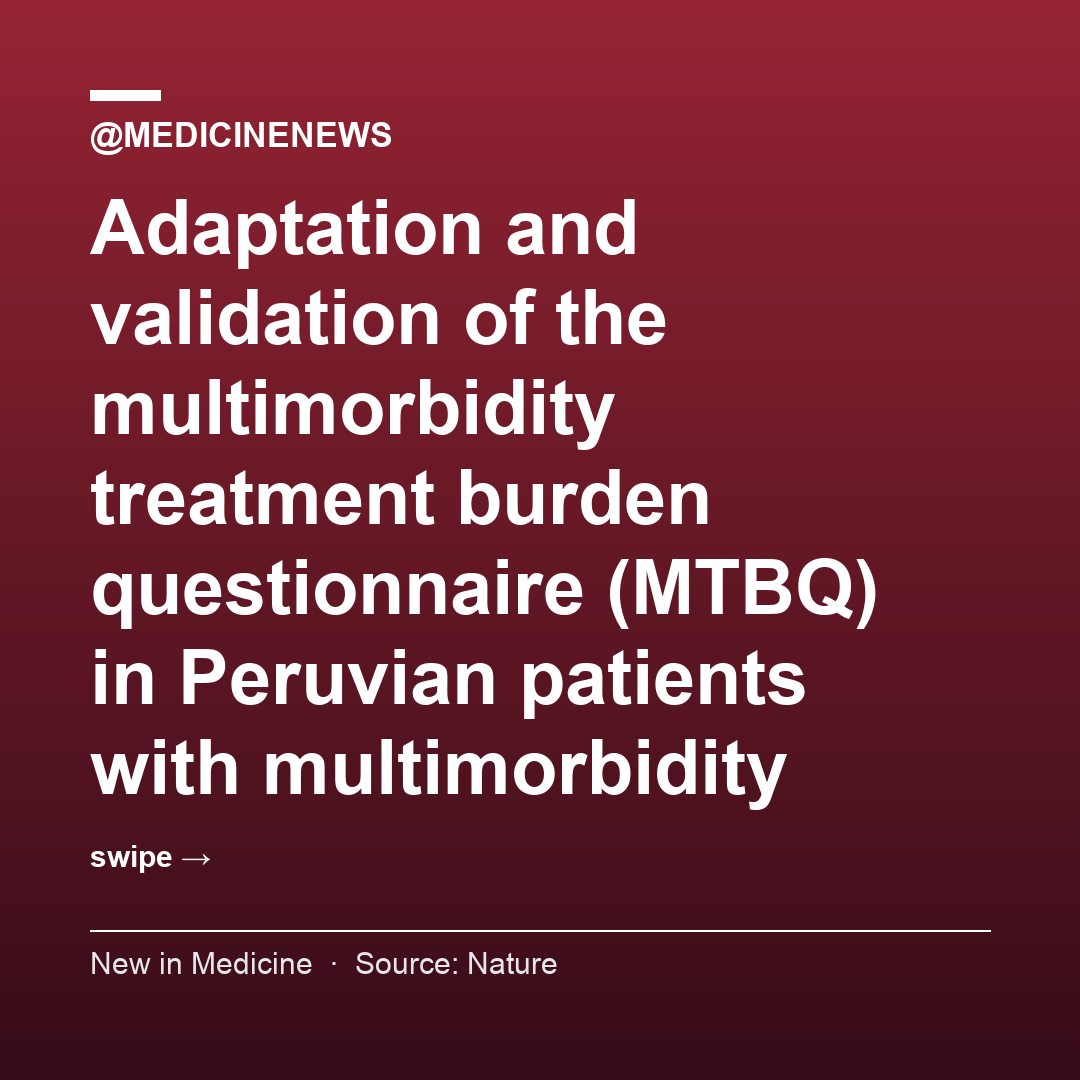 @MEDICINENEWS
Adaptation and
validation of the
multimorbidity
treatment burden
questionnaire (MTBQ)
in Peruvian patients
with multimorbidity
swipe →
New in Medicine · Source: Nature